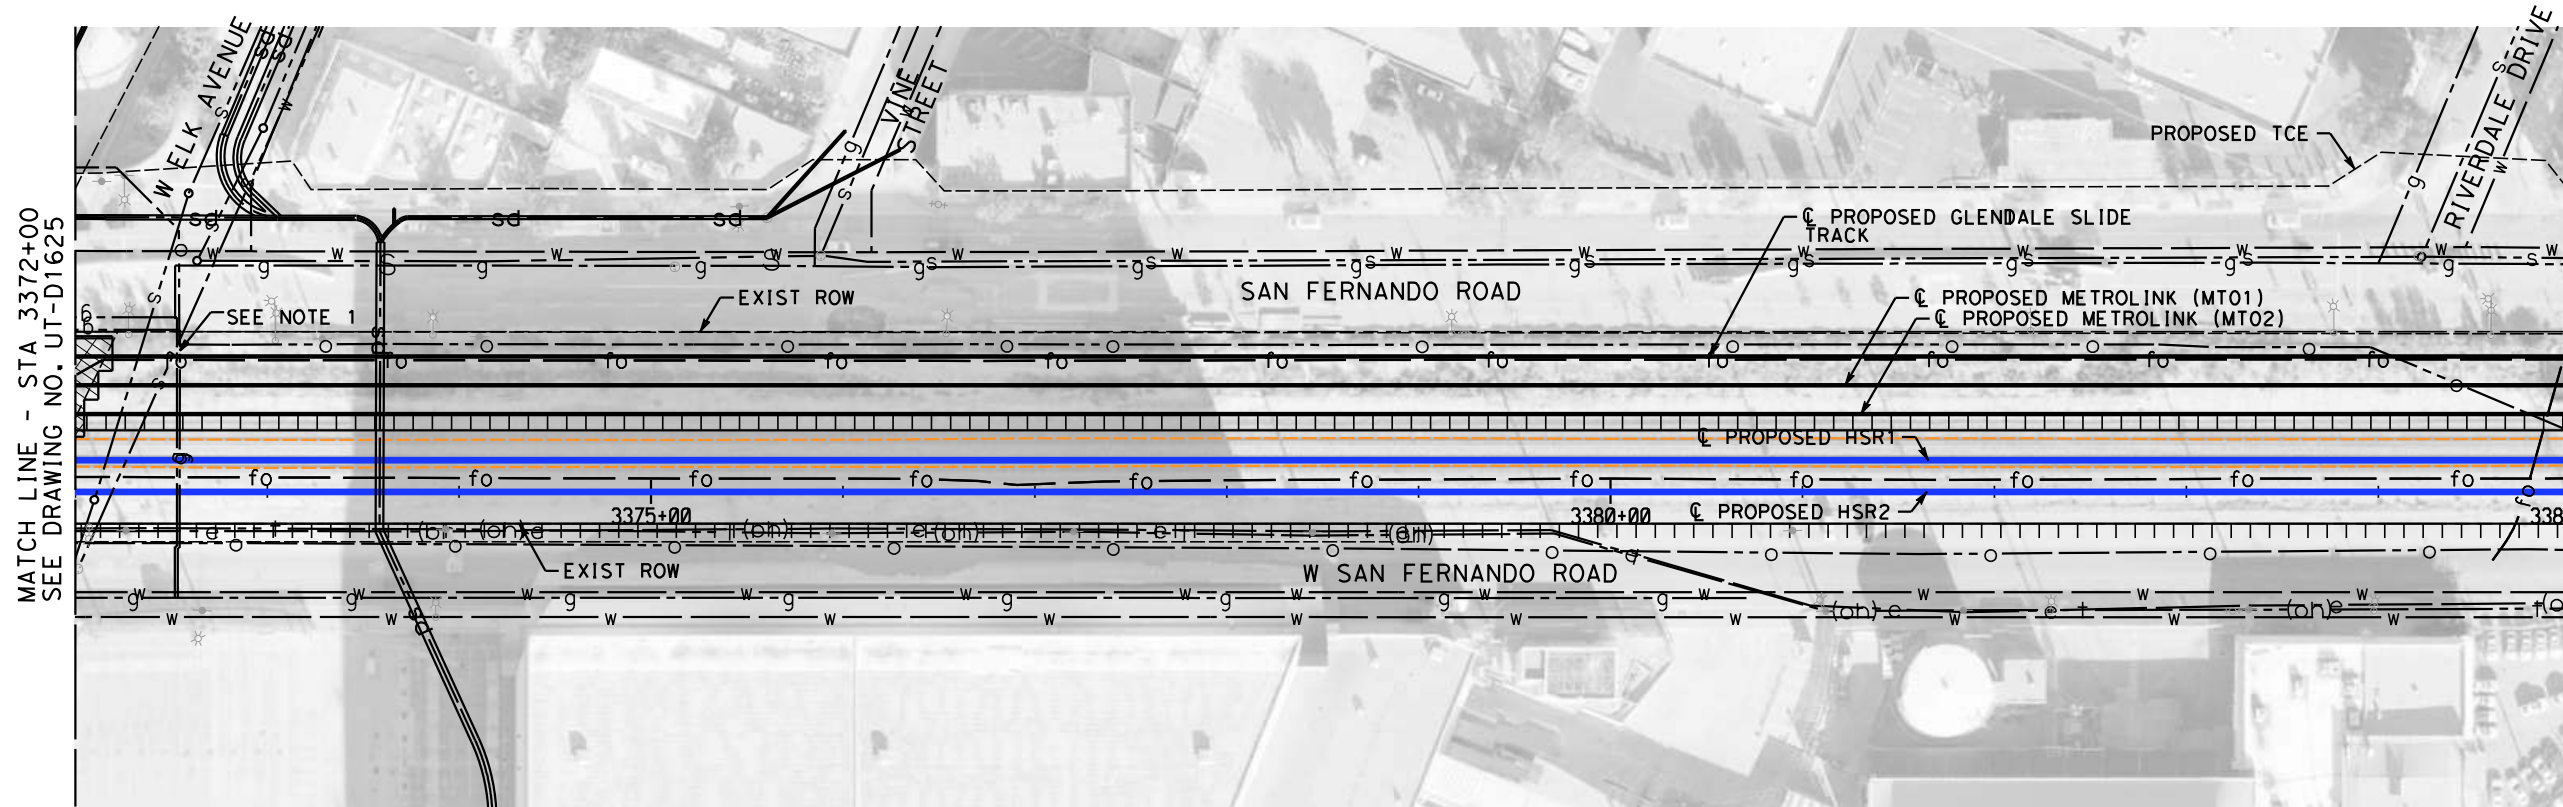 MATCH LINE - STA 3372+00
SEE DRAWING NO. UT-D1625
W ELK AVENUE
VINE
STREET
RIVERDALE DRIVE
PROPOSED TCE
℄ PROPOSED GLENDALE SLIDE
TRACK
SAN FERNANDO ROAD
EXIST ROW
SEE NOTE 1
℄ PROPOSED METROLINK (MT01)
℄ PROPOSED METROLINK (MT02)
℄ PROPOSED HSR1
3375+00
3380+00
℄ PROPOSED HSR2
EXIST ROW
W SAN FERNANDO ROAD